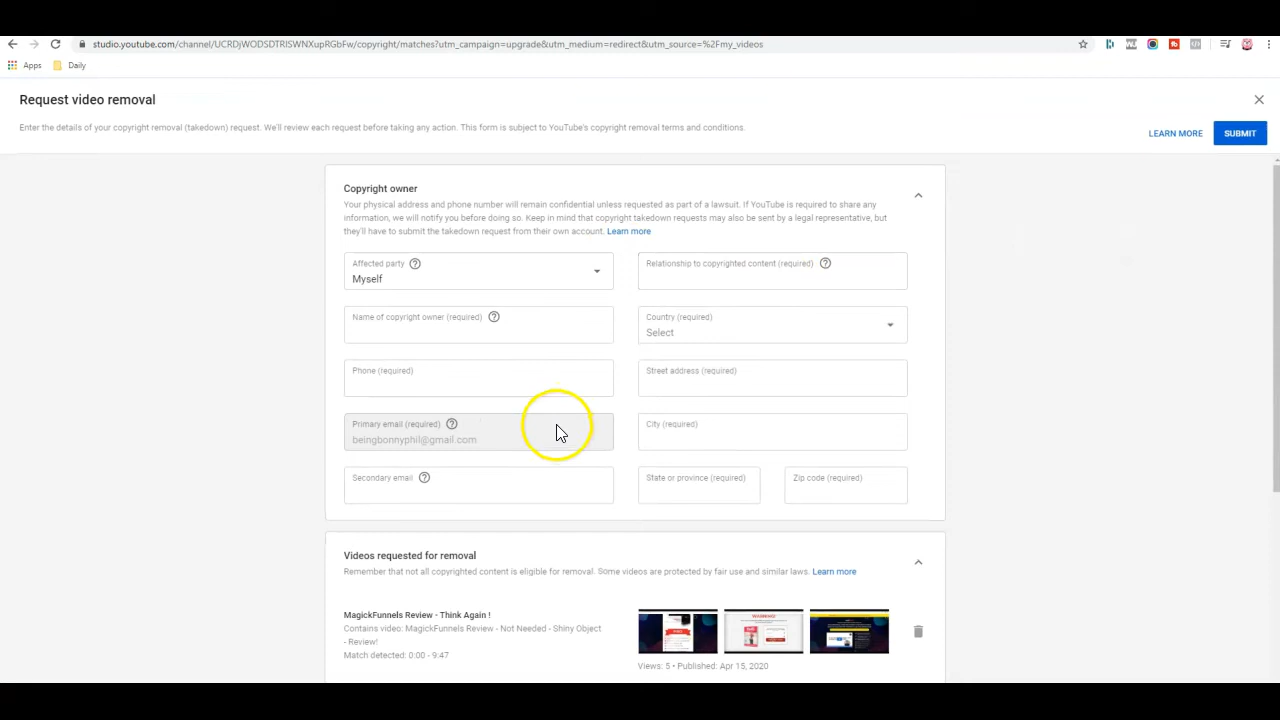 studio.youtube.com/channel/UCRDjWODSDTRISWNXupRGbFw/copyright/matches?utm_campaign=upgrade&utm_medium=redirect&utm_source=%2Fmy_videos
Apps Daily
Request video removal
Enter the details of your copyright removal (takedown) request. We'll review each request before taking any action. This form is subject to YouTube's copyright removal terms and conditions.
LEARN MORE SUBMIT
Copyright owner
Your physical address and phone number will remain confidential unless requested as part of a lawsuit. If YouTube is required to share any
information, we will notify you before doing so. Keep in mind that copyright takedown requests may also be sent by a legal representative, but
they'll have to submit the takedown request from their own account. Learn more
Affected party
Myself
Relationship to copyrighted content (required)
Name of copyright owner (required)
Country (required)
Select
Phone (required)
Street address (required)
Primary email (required)
beingbonnyphil@gmail.com
City (required)
Secondary email
State or province (required)
Zip code (required)
Videos requested for removal
Remember that not all copyrighted content is eligible for removal. Some videos are protected by fair use and similar laws. Learn more
MagickFunnels Review - Think Again !
Contains video: MagickFunnels Review - Not Needed - Shiny Object
- Review!
Match detected: 0:00 - 9:47
WARNING!
Views: 5 • Published: Apr 15, 2020